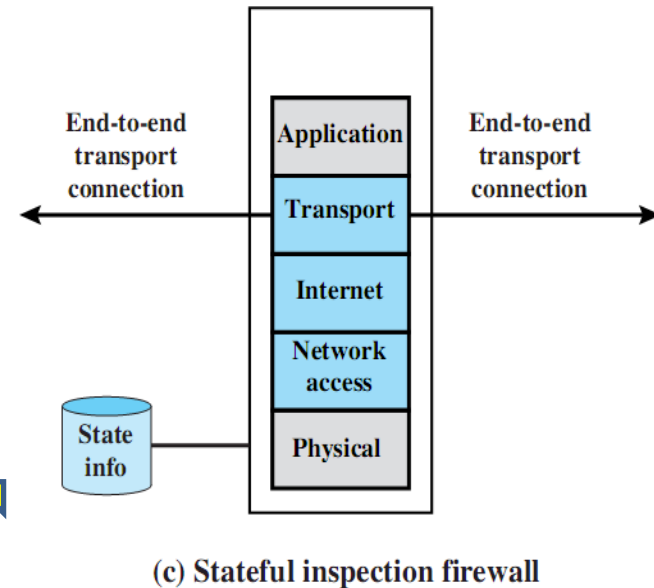 End-to-end
transport
connection
Application
Transport
Internet
Network
access
Physical
End-to-end
transport
connection
State
info
(c) Stateful inspection firewall